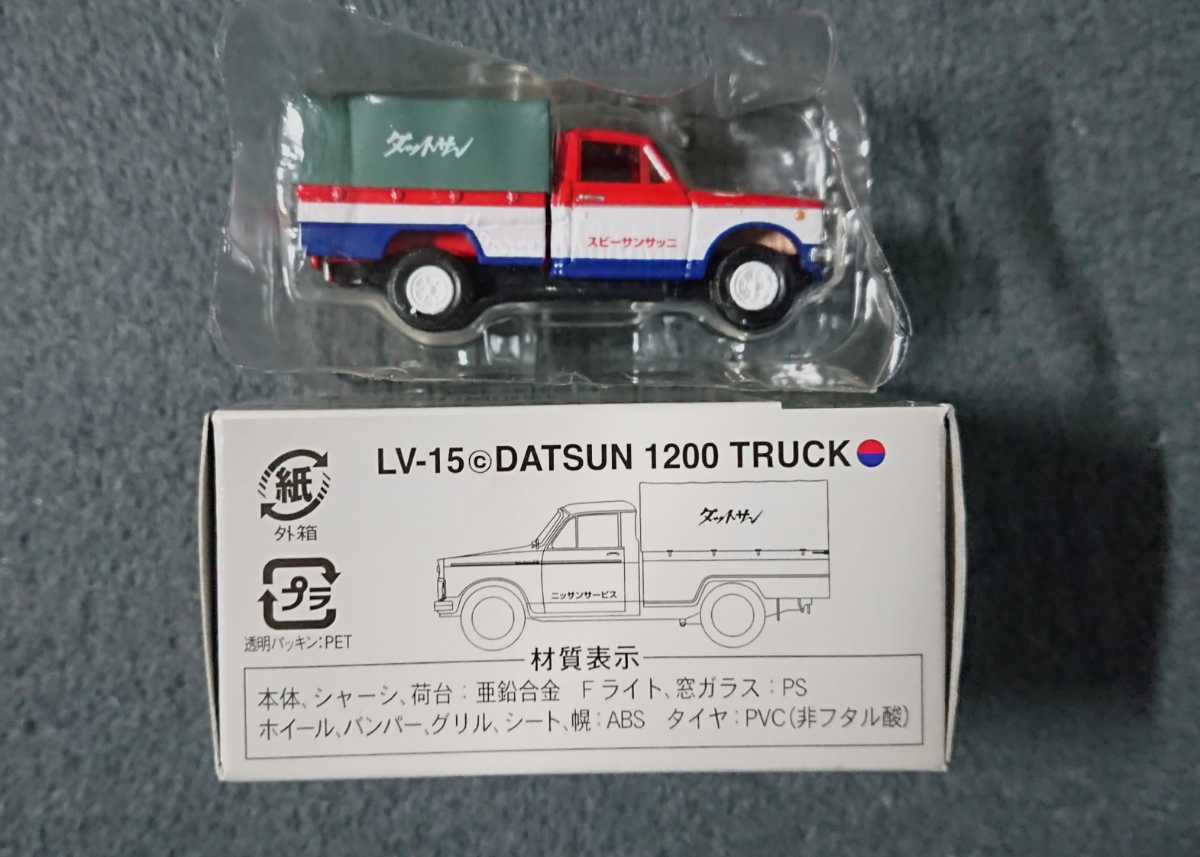 ダットサン
スビーサンサッニ
LV-15ⒸDATSUN 1200 TRUCK
紙
外箱
プラ
透明パッキン:PET
ダットサン
ニッサンサービス
材質表示
本体、シャーシ、荷台:亜鉛合金 Fライト、窓ガラス:PS
ホイール、バンパー、グリル、シート、幌:ABS タイヤ:PVC(非フタル酸)